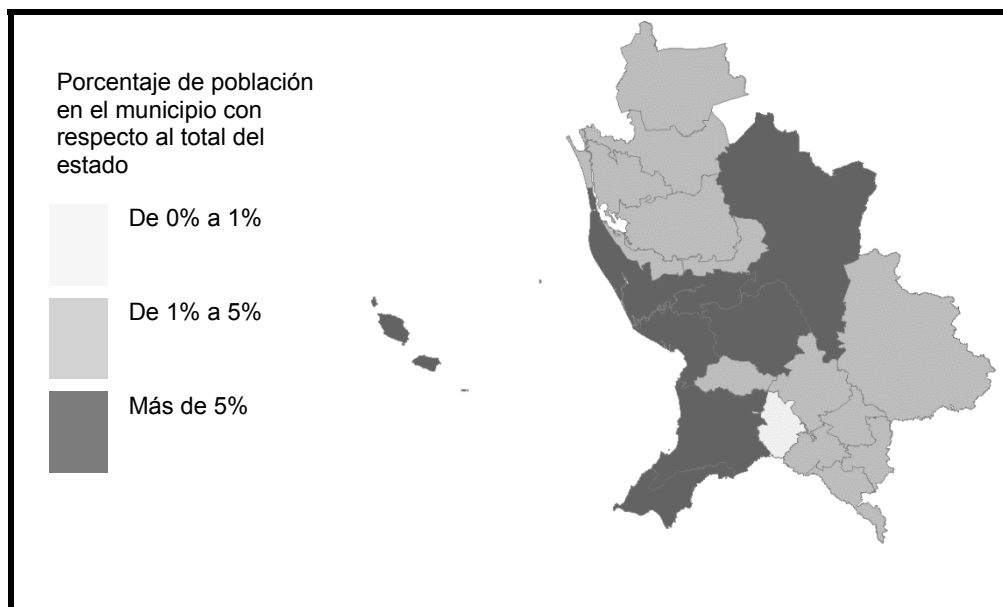 Porcentaje de población
en el municipio con
respecto al total del
estado
De 0% a 1%
De 1% a 5%
Más de 5%